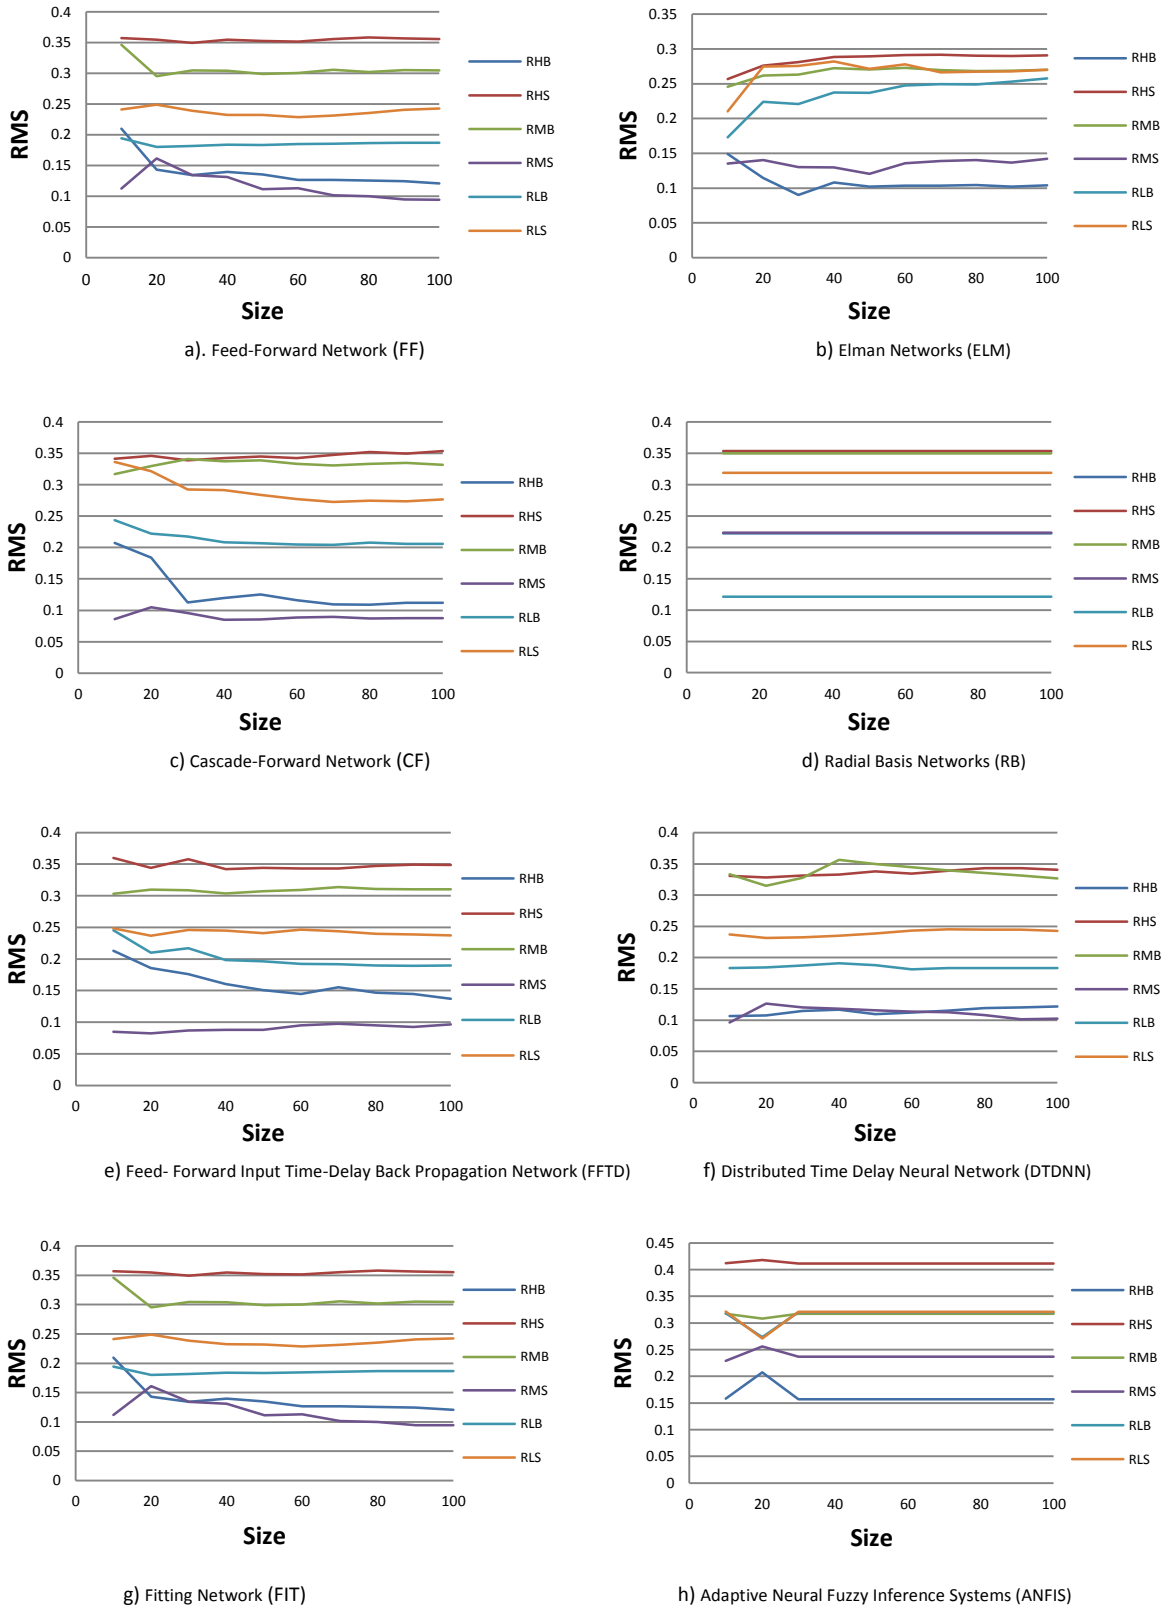 0.4
0.35
0.3
0.25
0.2
0.15
0.1
0.05
0
RMS
0 20 40 60 80 100
Size
RHB
RHS
RMB
RMS
RLB
RLS
a). Feed-Forward Network (FF)
0.35
0.3
0.25
0.2
0.15
0.1
0.05
0
RMS
0 20 40 60 80 100
Size
RHB
RHS
RMB
RMS
RLB
RLS
b) Elman Networks (ELM)
0.4
0.35
0.3
0.25
0.2
0.15
0.1
0.05
0
RMS
0 20 40 60 80 100
Size
RHB
RHS
RMB
RMS
RLB
RLS
c) Cascade-Forward Network (CF)
0.4
0.35
0.3
0.25
0.2
0.15
0.1
0.05
0
RMS
0 20 40 60 80 100
Size
RHB
RHS
RMB
RMS
RLB
RLS
d) Radial Basis Networks (RB)
0.4
0.35
0.3
0.25
0.2
0.15
0.1
0.05
0
RMS
0 20 40 60 80 100
Size
RHB
RHS
RMB
RMS
RLB
RLS
e) Feed- Forward Input Time-Delay Back Propagation Network (FFTD)
0.4
0.35
0.3
0.25
0.2
0.15
0.1
0.05
0
RMS
0 20 40 60 80 100
Size
RHB
RHS
RMB
RMS
RLB
RLS
f) Distributed Time Delay Neural Network (DTDNN)
0.4
0.35
0.3
0.25
0.2
0.15
0.1
0.05
0
RMS
0 20 40 60 80 100
Size
RHB
RHS
RMB
RMS
RLB
RLS
g) Fitting Network (FIT)
0.45
0.4
0.35
0.3
0.25
0.2
0.15
0.1
0.05
0
RMS
0 20 40 60 80 100
Size
RHB
RHS
RMB
RMS
RLB
RLS
h) Adaptive Neural Fuzzy Inference Systems (ANFIS)